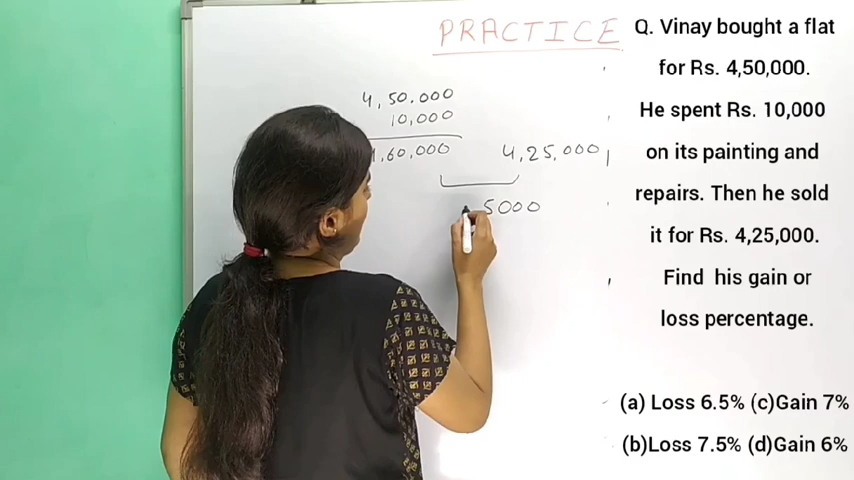 PRACTICE
4,50.000
10,000
,60,000
4,25,000
5000
Q. Vinay bought a flat
for Rs. 4,50,000.
He spent Rs. 10,000
on its painting and
repairs. Then he sold
it for Rs. 4,25,000.
Find his gain or
loss percentage.
(a) Loss 6.5% (c)Gain 7%
(b)Loss 7.5% (d)Gain 6%